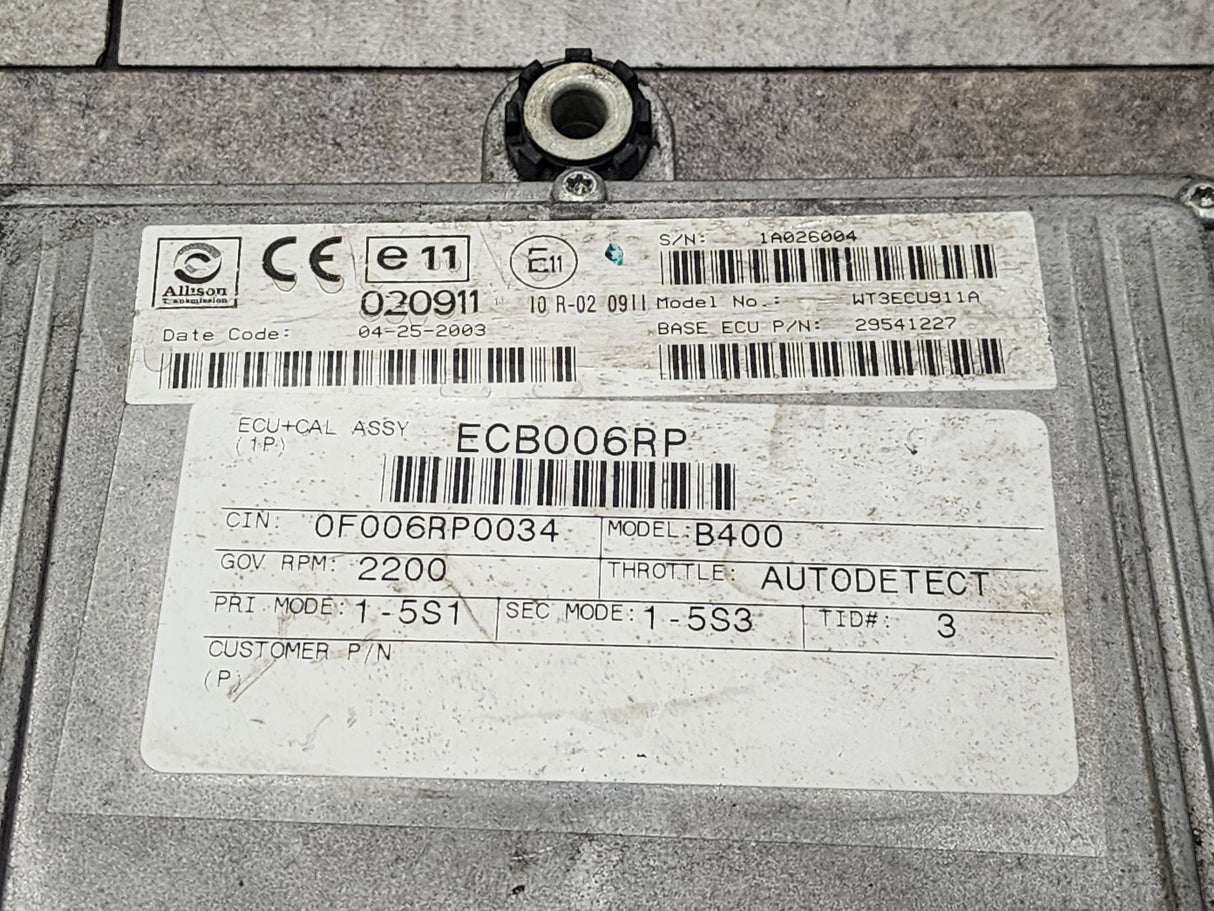 Allison
Transmission
CE
e 11
020911
E11
10 R-02 0911
S/N: 1A026004
Model No.: WT3ECU911A
Date Code: 04-25-2003
BASE ECU P/N: 29541227
ECU+CAL ASSY ECB006RP
(1P)
CIN: 0F006RP0034 MODEL: B400
GOV RPM: 2200 THROTTLE: AUTODETECT
PRI MODE: 1-5S1 SEC MODE: 1-5S3 TID#: 3
CUSTOMER P/N
(P)